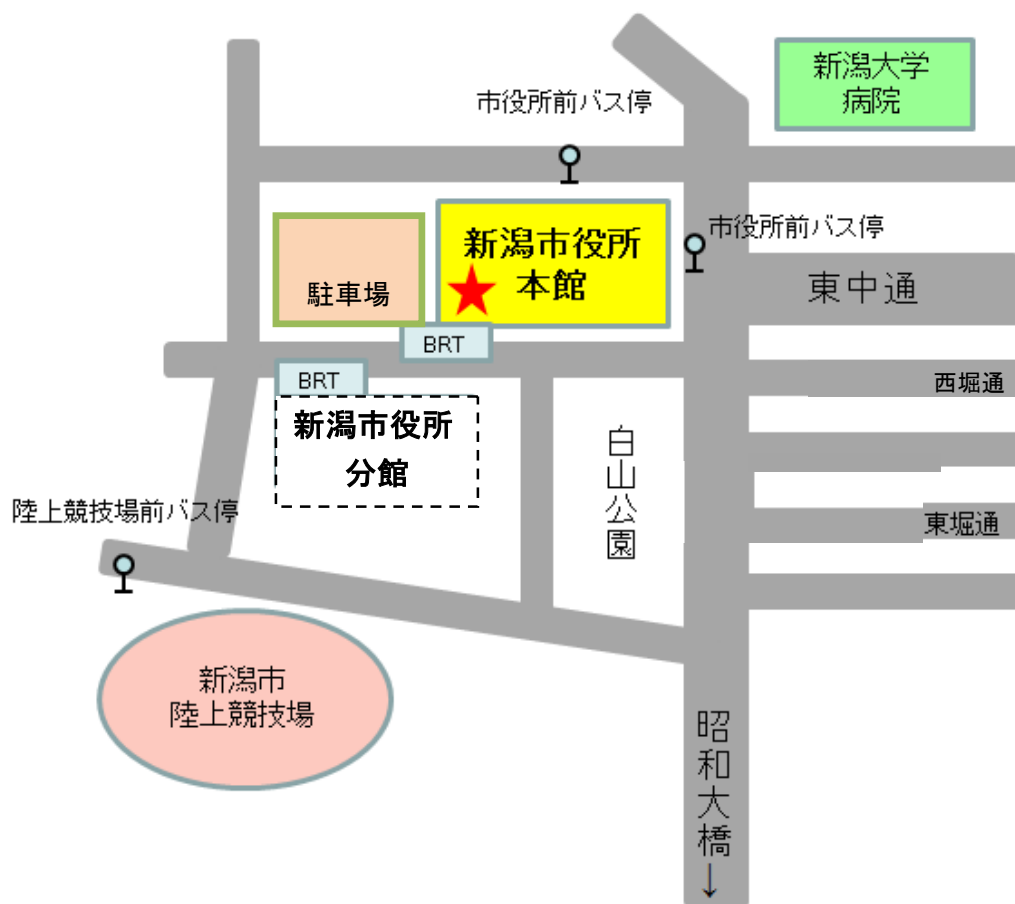 新潟大学
病院
市役所前バス停
市役所前バス停
新潟市役所
本館
駐車場
東中通
BRT
BRT
西堀通
新潟市役所
分館
白山公園
陸上競技場前バス停
東堀通
新潟市
陸上競技場
昭和大橋
↓